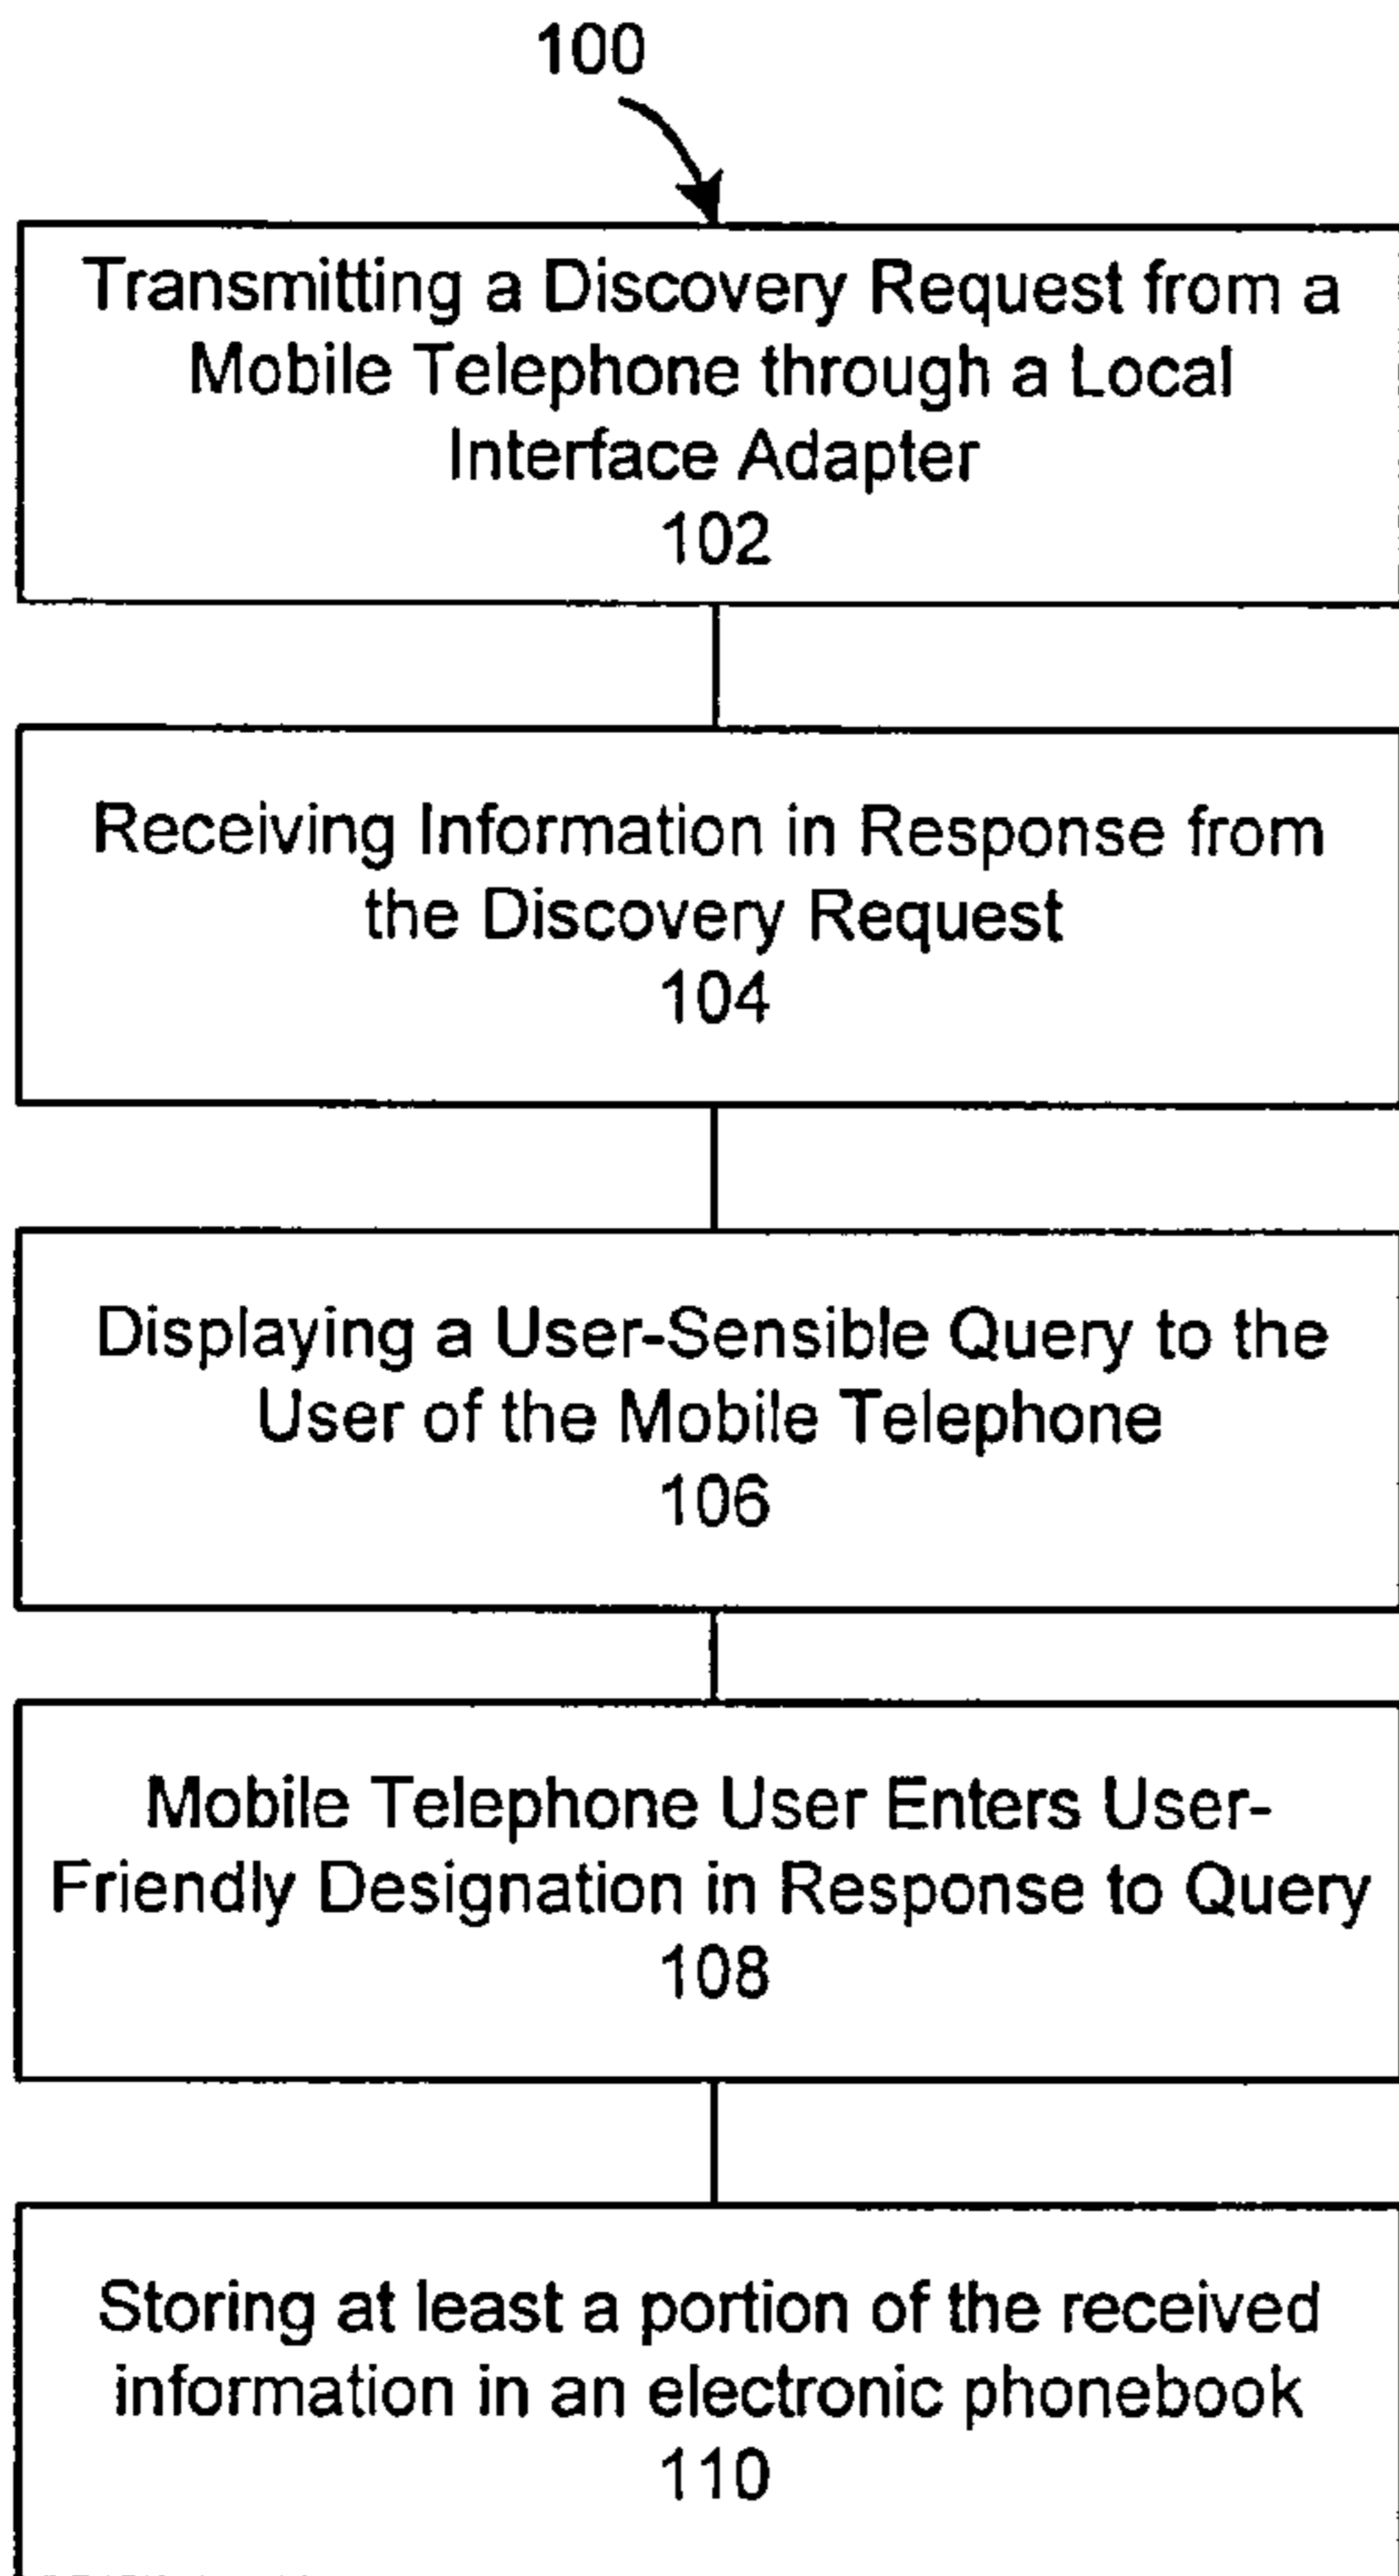 100
Transmitting a Discovery Request from a
Mobile Telephone through a Local
Interface Adapter
102
Receiving Information in Response from
the Discovery Request
104
Displaying a User-Sensible Query to the
User of the Mobile Telephone
106
Mobile Telephone User Enters User-
Friendly Designation in Response to Query
108
Storing at least a portion of the received
information in an electronic phonebook
110